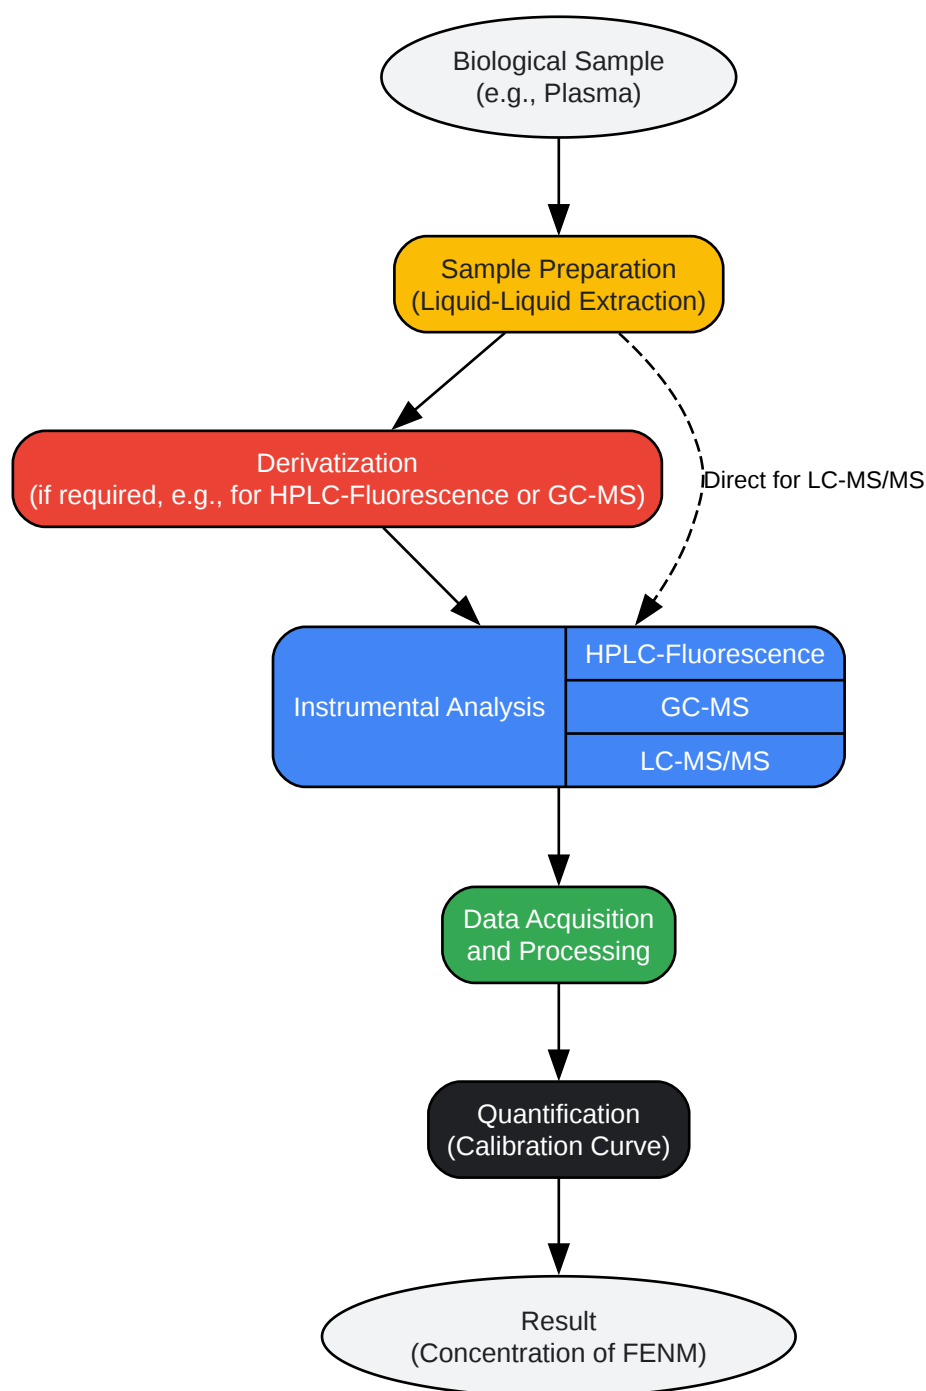 Biological Sample
(e.g., Plasma)
Sample Preparation
(Liquid-Liquid Extraction)
Derivatization
(if required, e.g., for HPLC-Fluorescence or GC-MS)
Direct for LC-MS/MS
Instrumental Analysis
HPLC-Fluorescence
GC-MS
LC-MS/MS
Data Acquisition
and Processing
Quantification
(Calibration Curve)
Result
(Concentration of FENM)